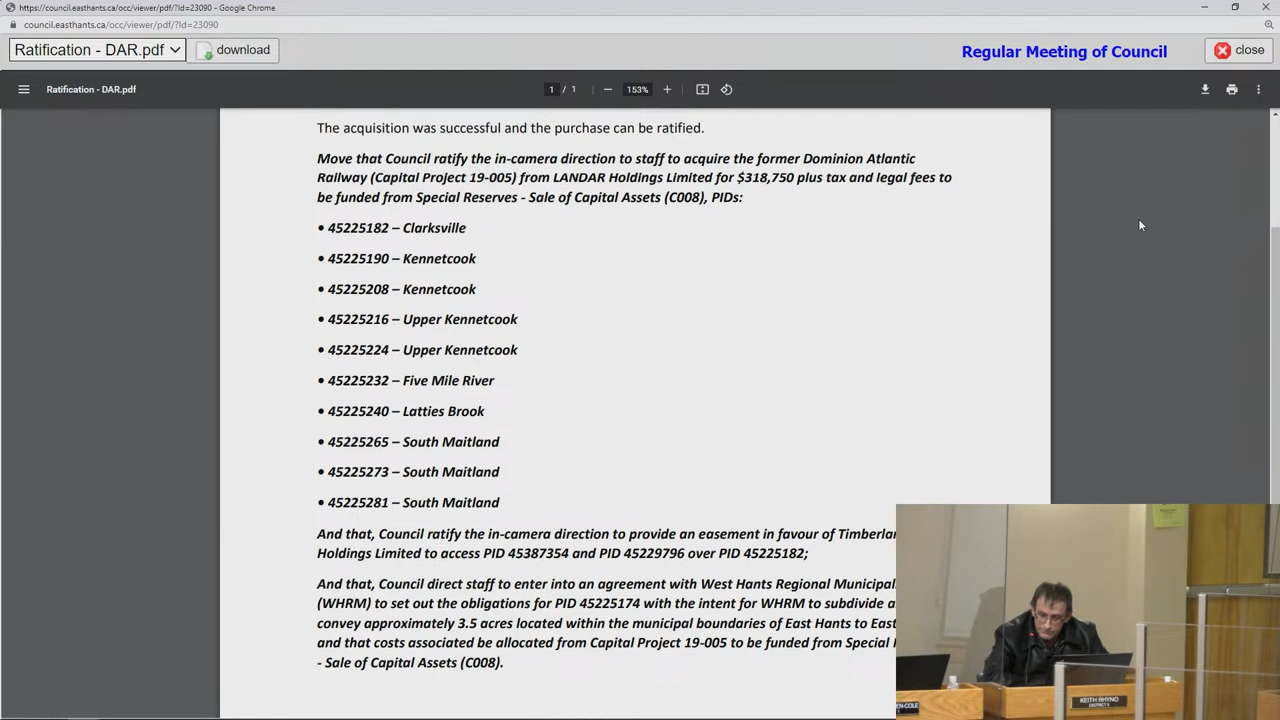 https://council.easthants.ca/occ/viewer/pdf/?Id=23090 - Google Chrome
council.easthants.ca/occ/viewer/pdf/?Id=23090
Ratification - DAR.pdf download Regular Meeting of Council close
Ratification - DAR.pdf 1 / 1 153%
The acquisition was successful and the purchase can be ratified.
Move that Council ratify the in-camera direction to staff to acquire the former Dominion Atlantic
Railway (Capital Project 19-005) from LANDAR Holdings Limited for $318,750 plus tax and legal fees to
be funded from Special Reserves - Sale of Capital Assets (C008), PIDs:
• 45225182 – Clarksville
• 45225190 – Kennetcook
• 45225208 – Kennetcook
• 45225216 – Upper Kennetcook
• 45225224 – Upper Kennetcook
• 45225232 – Five Mile River
• 45225240 – Latties Brook
• 45225265 – South Maitland
• 45225273 – South Maitland
• 45225281 – South Maitland
And that, Council ratify the in-camera direction to provide an easement in favour of Timberlan
Holdings Limited to access PID 45387354 and PID 45229796 over PID 45225182;
And that, Council direct staff to enter into an agreement with West Hants Regional Municipal
(WHRM) to set out the obligations for PID 45225174 with the intent for WHRM to subdivide a
convey approximately 3.5 acres located within the municipal boundaries of East Hants to East
and that costs associated be allocated from Capital Project 19-005 to be funded from Special
- Sale of Capital Assets (C008).
EN-COLE
KEITH RHYNO